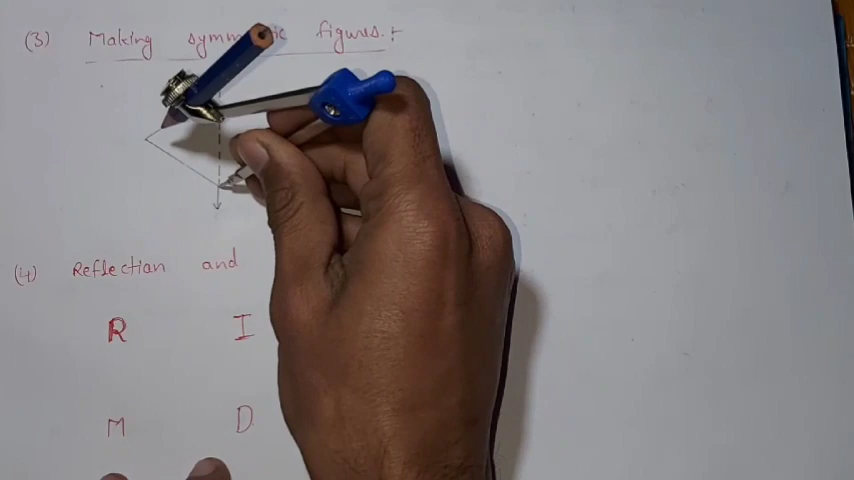 (3) Making figures:-
(4) Reflection and
R I
M D